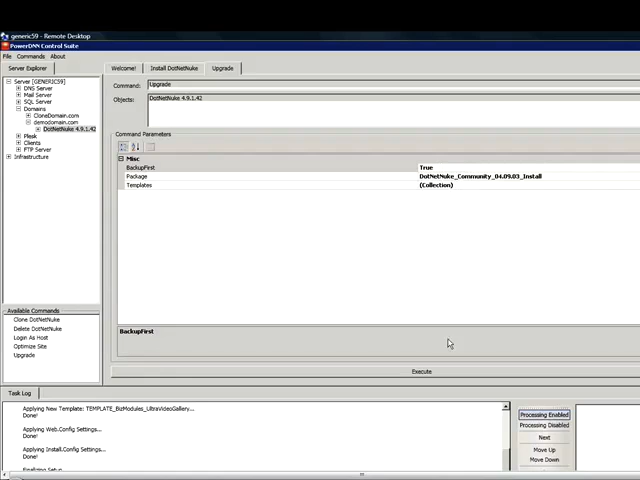 generic59 - Remote Desktop
PowerDNN Control Suite
File Commands About
Server Explorer
Welcome! Install DotNetNuke Upgrade
Server [GENERIC59]
DNS Server
Mail Server
SQL Server
Domains
CloneDomain.com
demodomain.com
DotNetNuke 4.9.1.42
Plesk
Clients
FTP Server
Infrastructure
Command: Upgrade
Objects: DotNetNuke 4.9.1.42
Command Parameters
Misc
BackupFirst True
Package DotNetNuke_Community_04.09.03_Install
Templates (Collection)
BackupFirst
Execute
Available Commands
Clone DotNetNuke
Delete DotNetNuke
Login As Host
Optimize Site
Upgrade
Task Log
Applying New Template: TEMPLATE_BizModules_UltraVideoGallery...
Done!
Applying Web.Config Settings...
Done!
Applying Install.Config Settings...
Done!
Finalizing Setup
Processing Enabled
Processing Disabled
Next
Move Up
Move Down